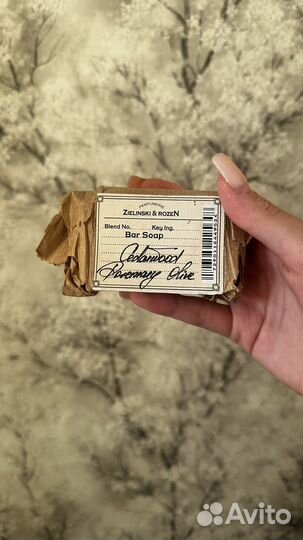 PERFUMERIE
ZIELINSKI & ROZEN
Blend No. ........... Key Ing.
Bar Soap
Cedarwood
Rosemary Olive
Avito